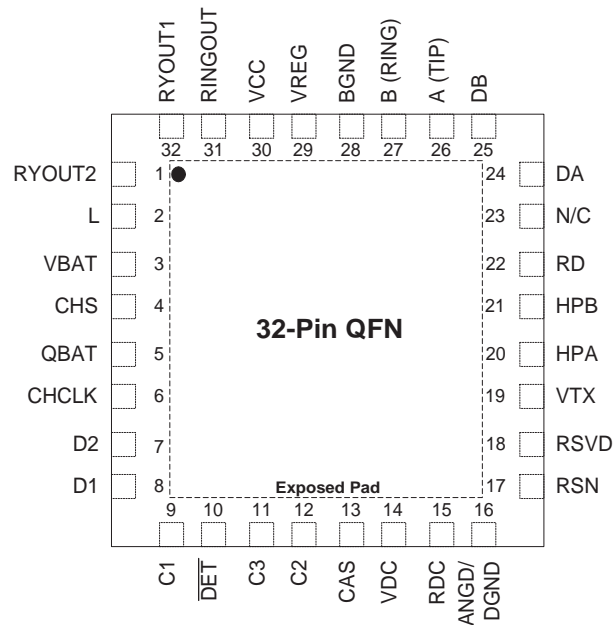 RYOUT1 RINGOUT VCC VREG BGND B (RING) A (TIP) DB
32 31 30 29 28 27 26 25
RYOUT2 1 24 DA
L 2 23 N/C
VBAT 3 22 RD
CHS 4 21 HPB
32-Pin QFN
QBAT 5 20 HPA
CHCLK 6 19 VTX
D2 7 18 RSVD
D1 8 17 RSN
Exposed Pad
9 10 11 12 13 14 15 16
C1 DET C3 C2 CAS VDC RDC ANGD/
DGND